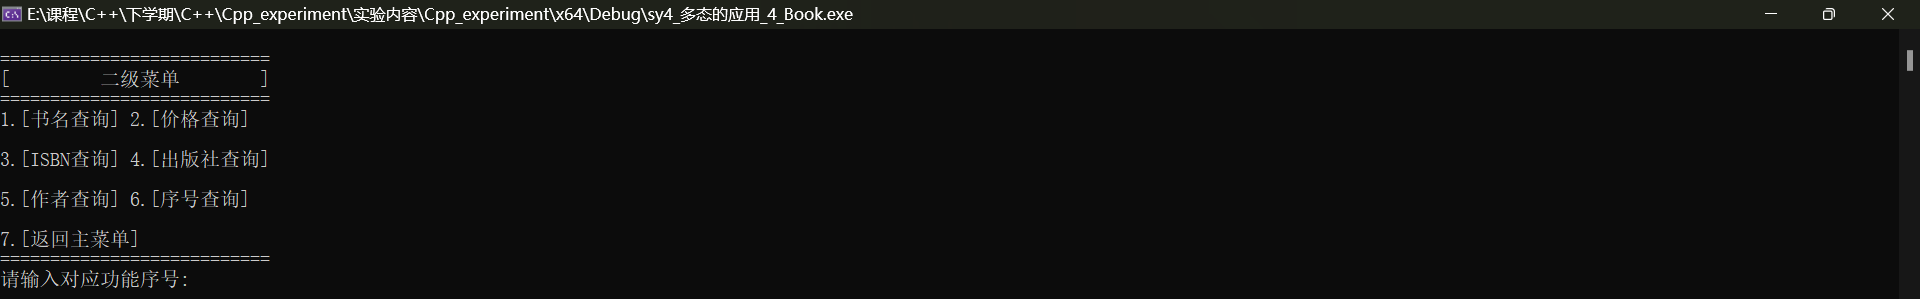 E:\课程\C++\下学期\C++\Cpp_experiment\实验内容\Cpp_experiment\x64\Debug\sy4_多态的应用_4_Book.exe
===========================
[         二级菜单        ]
===========================
1.[书名查询] 2.[价格查询]
3.[ISBN查询] 4.[出版社查询]
5.[作者查询] 6.[序号查询]
7.[返回主菜单]
===========================
请输入对应功能序号: